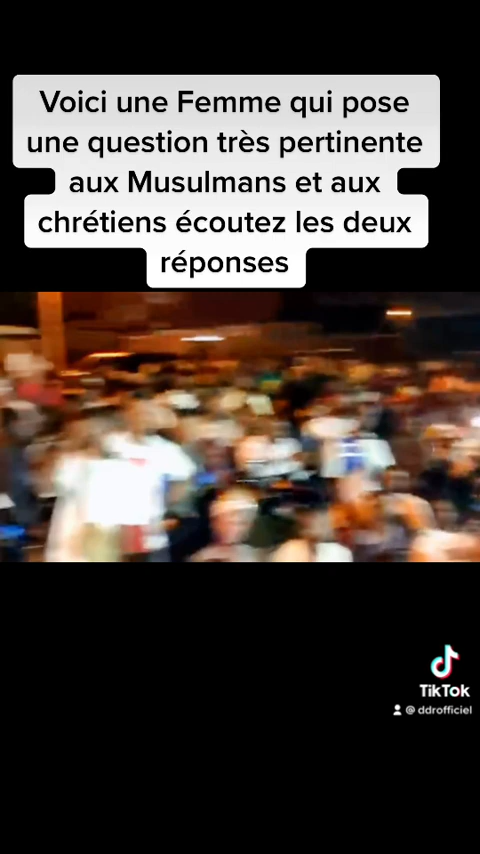 Voici une Femme qui pose
une question très pertinente
aux Musulmans et aux
chrétiens écoutez les deux
réponses
TikTok
@ ddrofficiel